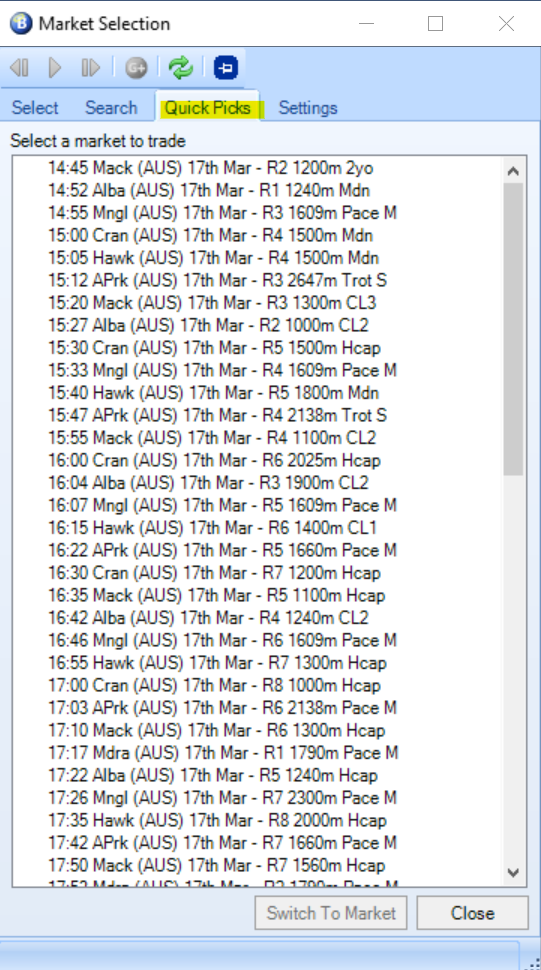 B Market Selection
G+
Select Search Quick Picks Settings
Select a market to trade
14:45 Mack (AUS) 17th Mar - R2 1200m 2yo
14:52 Alba (AUS) 17th Mar - R1 1240m Mdn
14:55 Mngl (AUS) 17th Mar - R3 1609m Pace M
15:00 Cran (AUS) 17th Mar - R4 1500m Mdn
15:05 Hawk (AUS) 17th Mar - R4 1500m Mdn
15:12 APrk (AUS) 17th Mar - R3 2647m Trot S
15:20 Mack (AUS) 17th Mar - R3 1300m CL3
15:27 Alba (AUS) 17th Mar - R2 1000m CL2
15:30 Cran (AUS) 17th Mar - R5 1500m Hcap
15:33 Mngl (AUS) 17th Mar - R4 1609m Pace M
15:40 Hawk (AUS) 17th Mar - R5 1800m Mdn
15:47 APrk (AUS) 17th Mar - R4 2138m Trot S
15:55 Mack (AUS) 17th Mar - R4 1100m CL2
16:00 Cran (AUS) 17th Mar - R6 2025m Hcap
16:04 Alba (AUS) 17th Mar - R3 1900m CL2
16:07 Mngl (AUS) 17th Mar - R5 1609m Pace M
16:15 Hawk (AUS) 17th Mar - R6 1400m CL1
16:22 APrk (AUS) 17th Mar - R5 1660m Pace M
16:30 Cran (AUS) 17th Mar - R7 1200m Hcap
16:35 Mack (AUS) 17th Mar - R5 1100m Hcap
16:42 Alba (AUS) 17th Mar - R4 1240m CL2
16:46 Mngl (AUS) 17th Mar - R6 1609m Pace M
16:55 Hawk (AUS) 17th Mar - R7 1300m Hcap
17:00 Cran (AUS) 17th Mar - R8 1000m Hcap
17:03 APrk (AUS) 17th Mar - R6 2138m Pace M
17:10 Mack (AUS) 17th Mar - R6 1300m Hcap
17:17 Mdra (AUS) 17th Mar - R1 1790m Pace M
17:22 Alba (AUS) 17th Mar - R5 1240m Hcap
17:26 Mngl (AUS) 17th Mar - R7 2300m Pace M
17:35 Hawk (AUS) 17th Mar - R8 2000m Hcap
17:42 APrk (AUS) 17th Mar - R7 1660m Pace M
17:50 Mack (AUS) 17th Mar - R7 1560m Hcap
Switch To Market Close